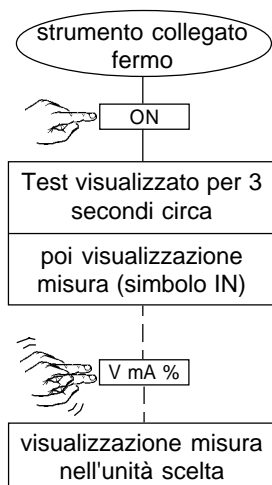 strumento collegato
fermo
ON
Test visualizzato per 3
secondi circa
poi visualizzazione
misura (simbolo IN)
V mA %
visualizzazione misura
nell'unità scelta